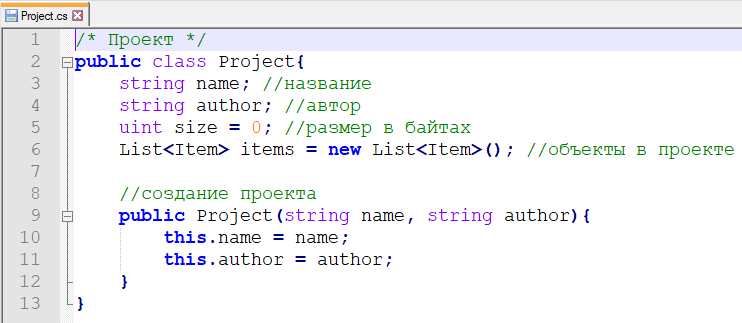 Project.cs
1 /* Проект */
2 public class Project{
3 string name; //название
4 string author; //автор
5 uint size = 0; //размер в байтах
6 List<Item> items = new List<Item>(); //объекты в проекте
7
8 //создание проекта
9 public Project(string name, string author){
10 this.name = name;
11 this.author = author;
12 }
13 }